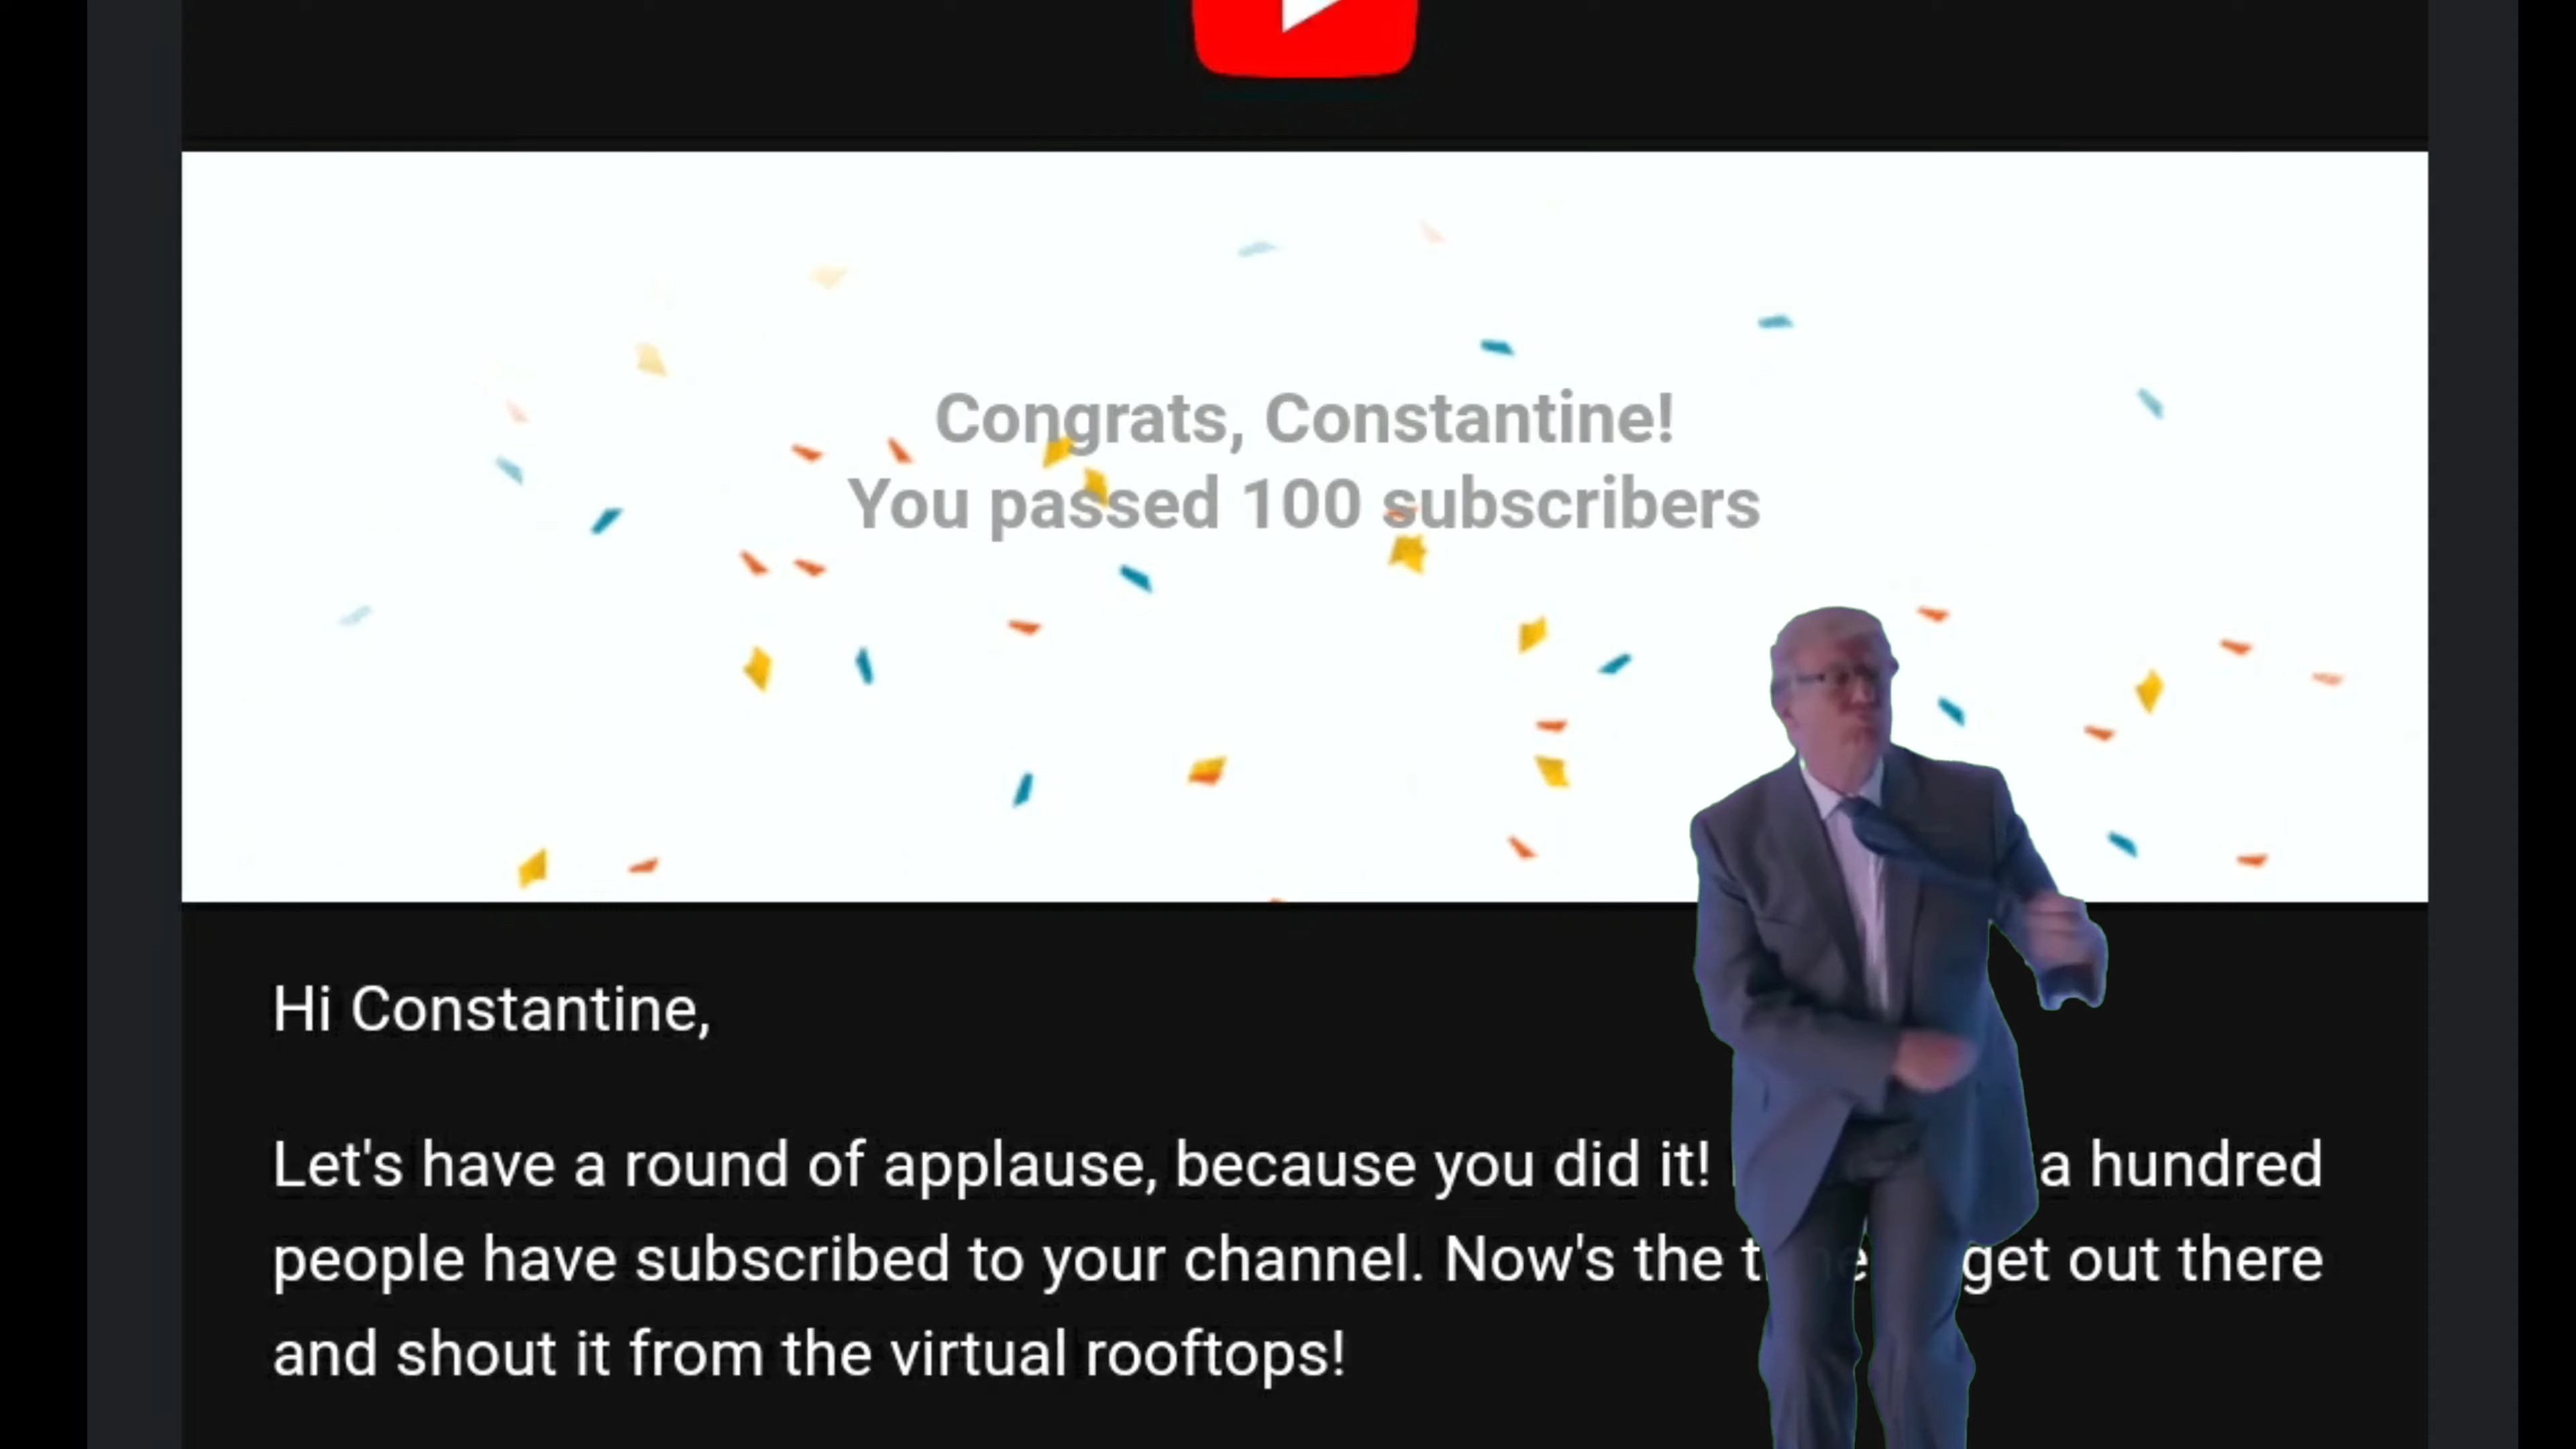 Congrats, Constantine!
You passed 100 subscribers
Hi Constantine,
Let's have a round of applause, because you did it! a hundred
people have subscribed to your channel. Now's the get out there
and shout it from the virtual rooftops!